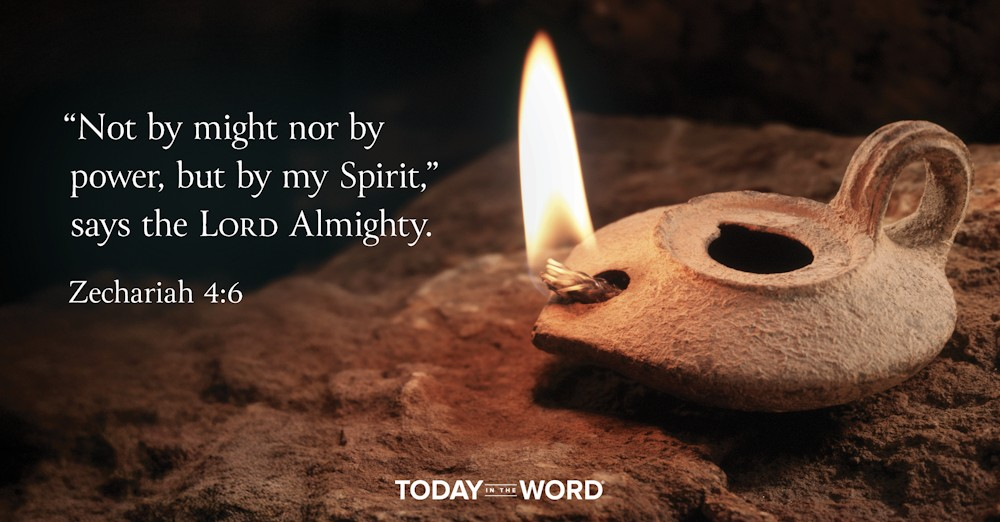 “Not by might nor by
power, but by my Spirit,”
says the LORD Almighty.
Zechariah 4:6
TODAY IN THE WORD